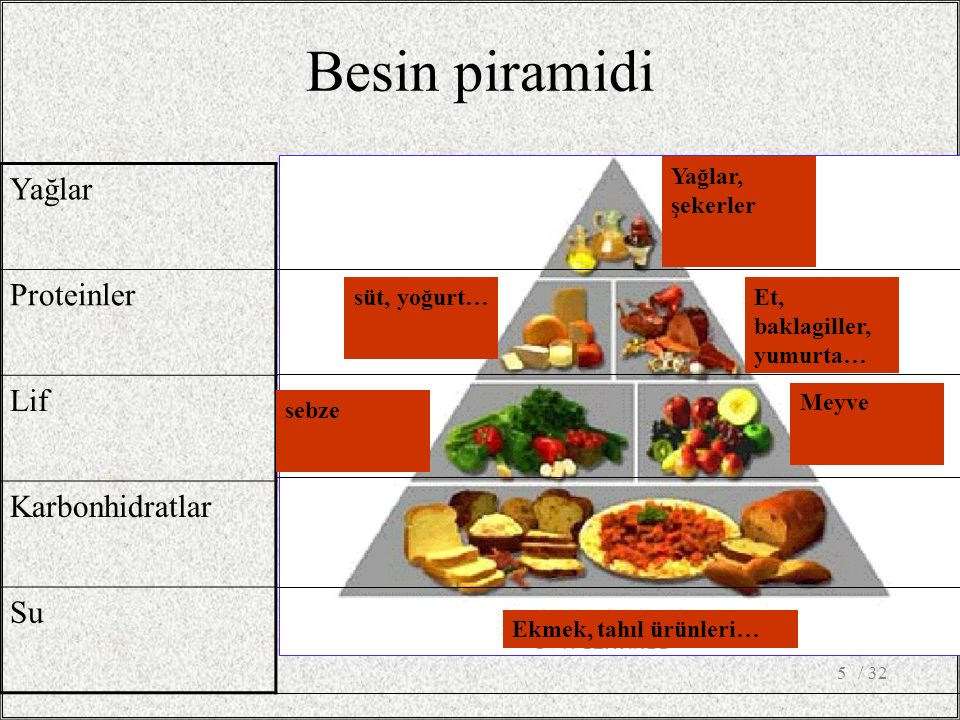 Besin piramidi
Yağlar
Yağlar,
şekerler
Proteinler
süt, yoğurt…
Et,
baklagiller,
yumurta…
Lif
sebze
Meyve
Karbonhidratlar
Su
Ekmek, tahıl ürünleri…
5 / 32